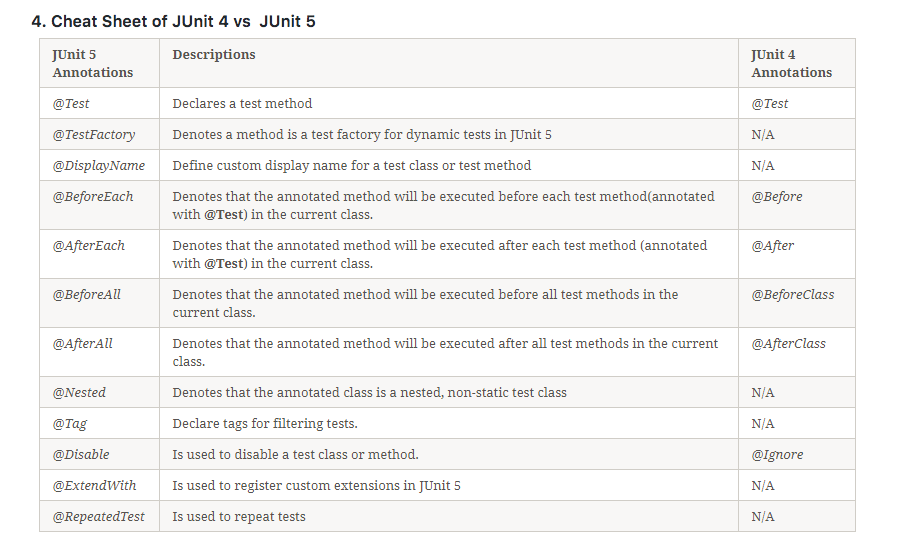 4. Cheat Sheet of JUnit 4 vs JUnit 5
JUnit 5 Descriptions JUnit 4
Annotations Annotations
@Test Declares a test method @Test
@TestFactory Denotes a method is a test factory for dynamic tests in JUnit 5 N/A
@DisplayName Define custom display name for a test class or test method N/A
@BeforeEach Denotes that the annotated method will be executed before each test method(annotated @Before
with @Test) in the current class.
@AfterEach Denotes that the annotated method will be executed after each test method (annotated @After
with @Test) in the current class.
@BeforeAll Denotes that the annotated method will be executed before all test methods in the @BeforeClass
current class.
@AfterAll Denotes that the annotated method will be executed after all test methods in the current @AfterClass
class.
@Nested Denotes that the annotated class is a nested, non-static test class N/A
@Tag Declare tags for filtering tests. N/A
@Disable Is used to disable a test class or method. @Ignore
@ExtendWith Is used to register custom extensions in JUnit 5 N/A
@RepeatedTest Is used to repeat tests N/A